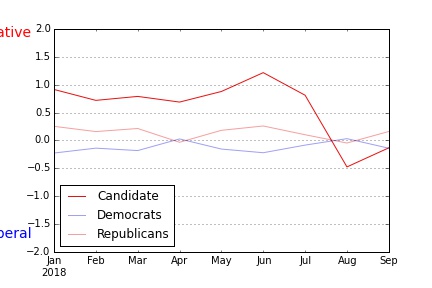 ative
2.0
1.5
1.0
0.5
0.0
−0.5
−1.0
−1.5
−2.0
beral
Candidate
Democrats
Republicans
Jan Feb Mar Apr May Jun Jul Aug Sep
2018